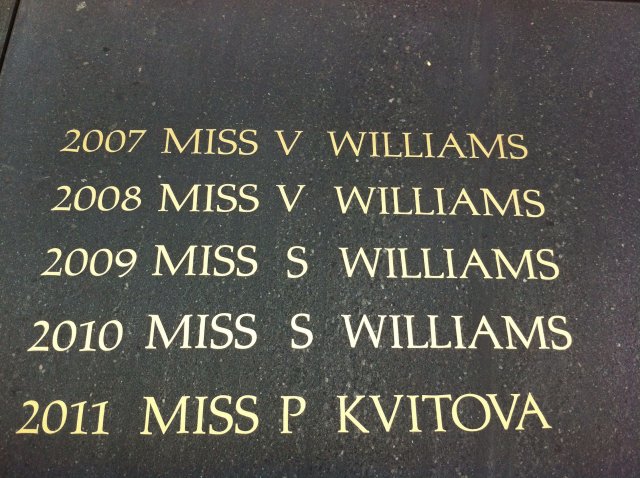 2007 MISS V WILLIAMS
2008 MISS V WILLIAMS
2009 MISS S WILLIAMS
2010 MISS S WILLIAMS
2011 MISS P KVITOVA